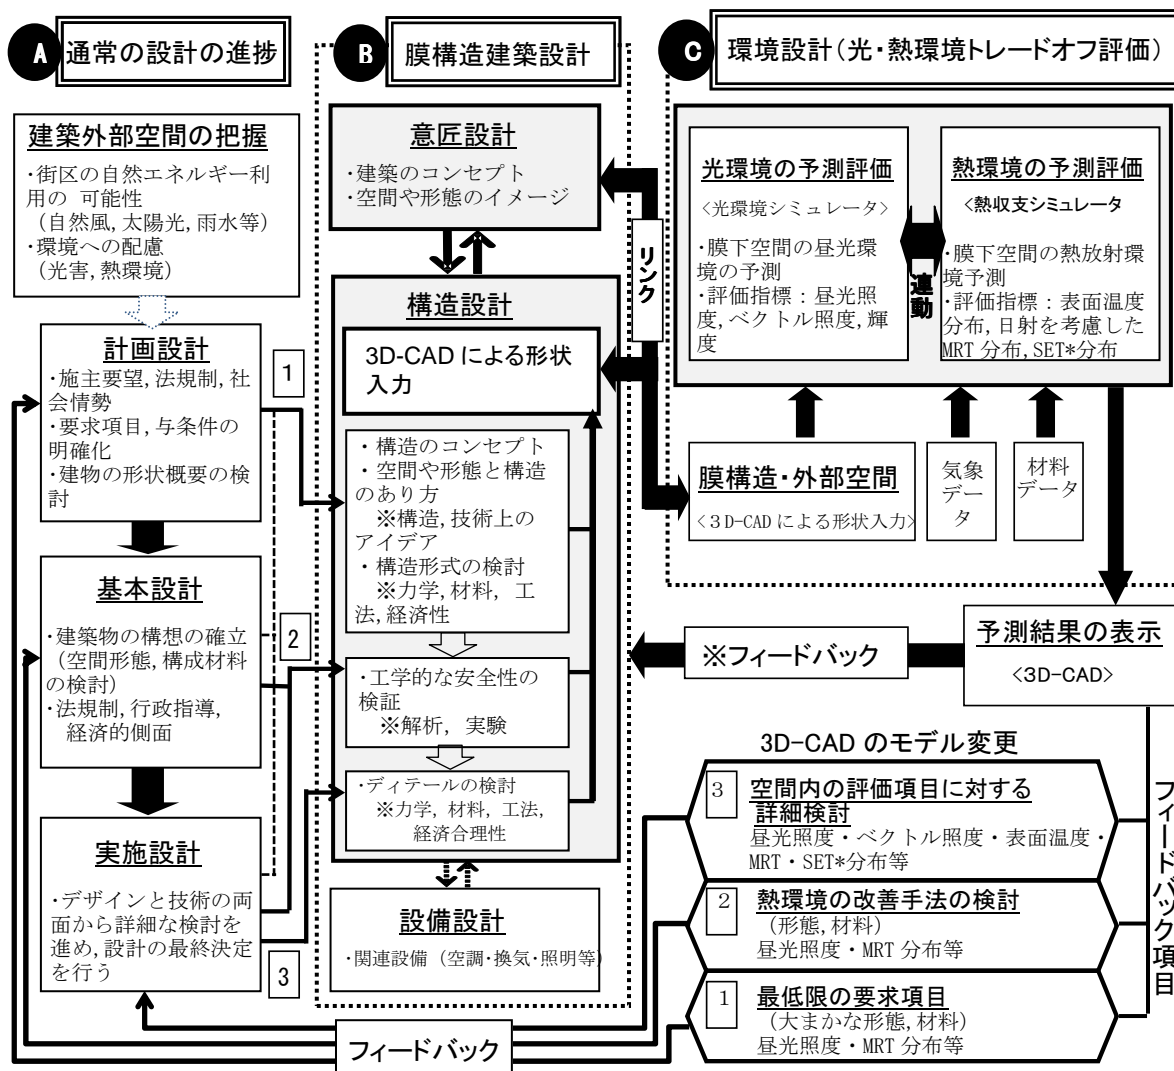 A 通常の設計の進捗
建築外部空間の把握
・街区の自然エネルギー利
用の 可能性
(自然風,太陽光,雨水等)
・環境への配慮
(光害,熱環境)
計画設計
・施主要望,法規制,社
会情勢
・要求項目,与条件の
明確化
・建物の形状概要の検
討
1
基本設計
・建築物の構想の確立
(空間形態,構成材料
の検討)
・法規制,行政指導,
経済的側面
2
実施設計
・デザインと技術の両
面から詳細な検討を
進め,設計の最終決定
を行う
3
B 膜構造建築設計
意匠設計
・建築のコンセプト
・空間や形態のイメージ
構造設計
3D-CAD による形状
入力
・構造のコンセプト
・空間や形態と構造
のあり方
※構造,技術上の
アイデア
・構造形式の検討
※力学,材料, 工
法,経済性
・工学的な安全性の
検証
※解析, 実験
・ディテールの検討
※力学,材料,工法,
経済合理性
設備設計
・関連設備 (空調・換気・照明等)
リンク
C 環境設計(光・熱環境トレードオフ評価)
光環境の予測評価
<光環境シミュレータ>
・膜下空間の昼光環
境の予測
・評価指標:昼光照
度,ベクトル照度,輝
度
連動
熱環境の予測評価
<熱収支シミュレータ
・膜下空間の熱放射環
境予測
・評価指標:表面温度
分布,日射を考慮した
MRT 分布,SET*分布
膜構造・外部空間
<3D-CAD による形状入力>
気象
デー
タ
材料
データ
予測結果の表示
<3D-CAD>
※フィードバック
3D-CAD のモデル変更
3 空間内の評価項目に対する
詳細検討
昼光照度・ベクトル照度・表面温度・
MRT・SET*分布等
2 熱環境の改善手法の検討
(形態,材料)
昼光照度・MRT 分布等
1 最低限の要求項目
(大まかな形態,材料)
昼光照度・MRT 分布等
フィードバック項目
フィードバック